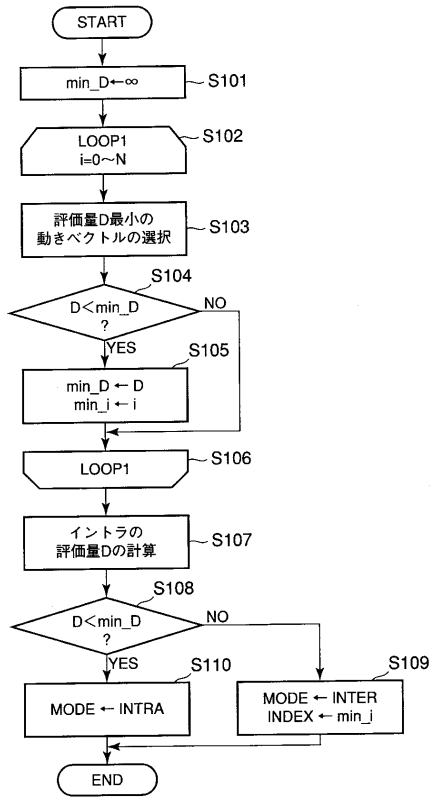 START
min_D←∞
S101
LOOP1
i=0～N
S102
評価量D最小の
動きベクトルの選択
S103
S104
D＜min_D
?
NO
YES
S105
min_D ← D
min_i ← i
LOOP1
S106
イントラの
評価量Dの計算
S107
S108
D＜min_D
?
NO
YES
S110
MODE ← INTRA
S109
MODE ← INTER
INDEX ← min_i
END